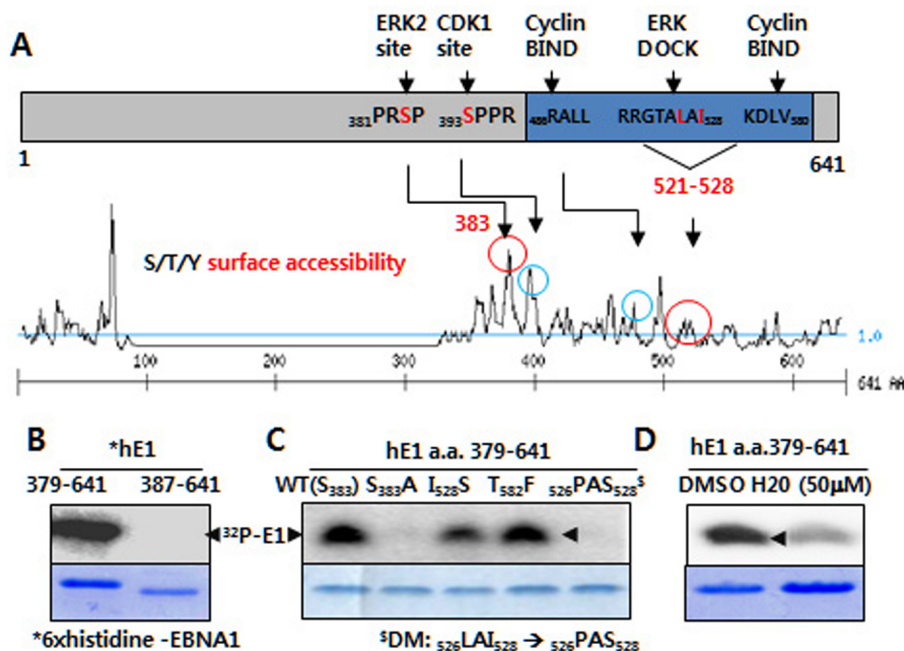 A
ERK2 site
CDK1 site
Cyclin BIND
ERK DOCK
Cyclin BIND
381PRSP
393SPPR
488RALL
RRGTALAI528
KDLV580
1
641
521-528
383
S/T/Y surface accessibility
1.0
100
200
300
400
500
600
641 AA
B
*hE1
379-641
387-641
32P-E1
*6xhistidine -EBNA1
C
hE1 a.a. 379-641
WT(S383) S383A I528S T582F 526PAS528$
$DM: 526LAI528 → 526PAS528
D
hE1 a.a.379-641
DMSO H20 (50μM)